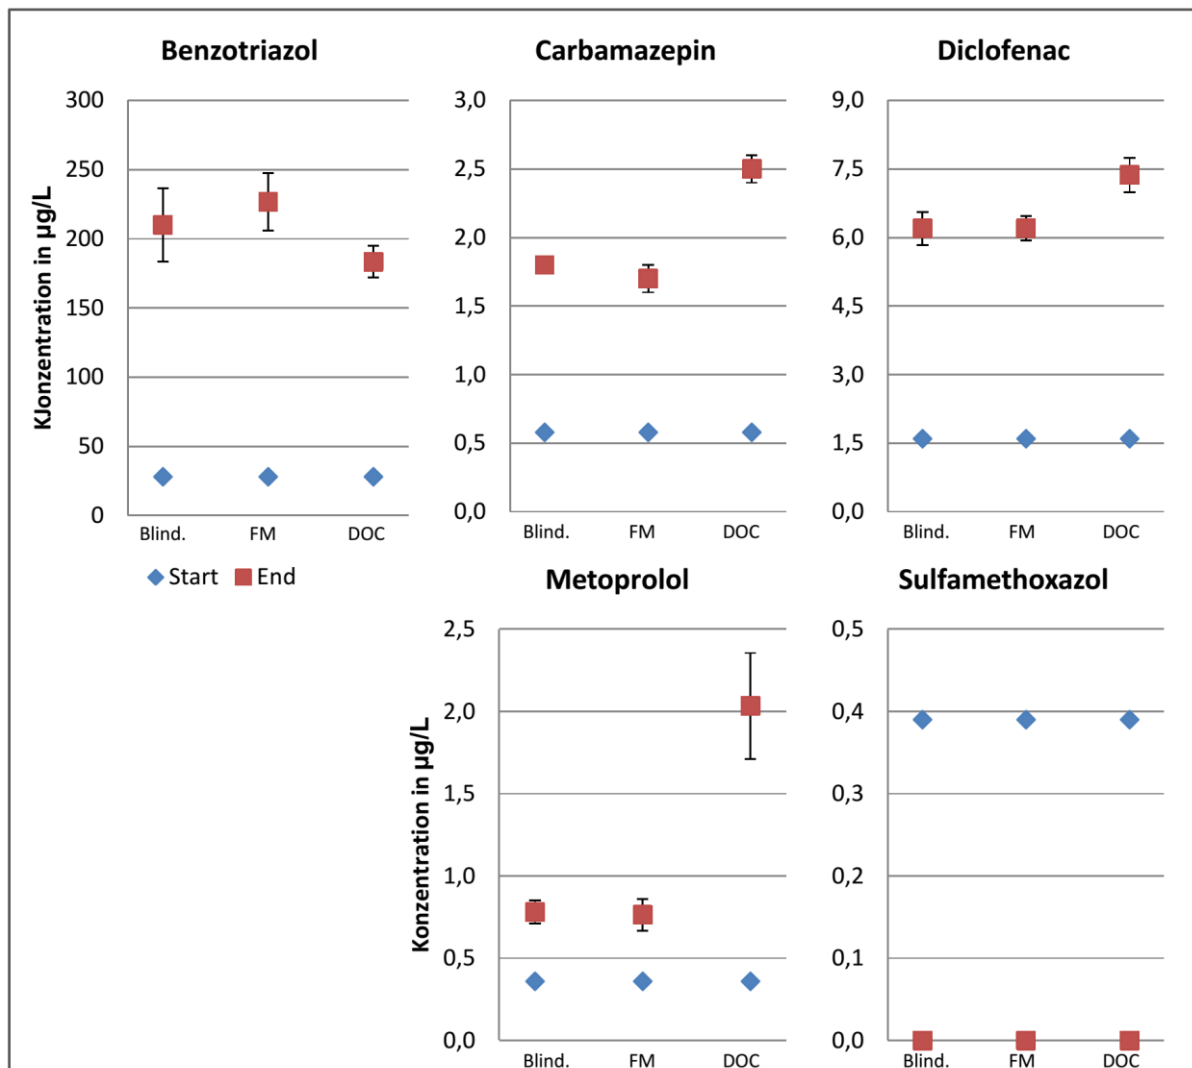 Benzotriazol
KJonzentration in µg/L
300
250
200
150
100
50
0
Blind. FM DOC
Start End
Carbamazepin
3,0
2,5
2,0
1,5
1,0
0,5
0,0
Blind. FM DOC
Diclofenac
9,0
7,5
6,0
4,5
3,0
1,5
0,0
Blind. FM DOC
Metoprolol
Konzentration in µg/L
2,5
2,0
1,5
1,0
0,5
0,0
Blind. FM DOC
Sulfamethoxazol
0,5
0,4
0,3
0,2
0,1
0,0
Blind. FM DOC